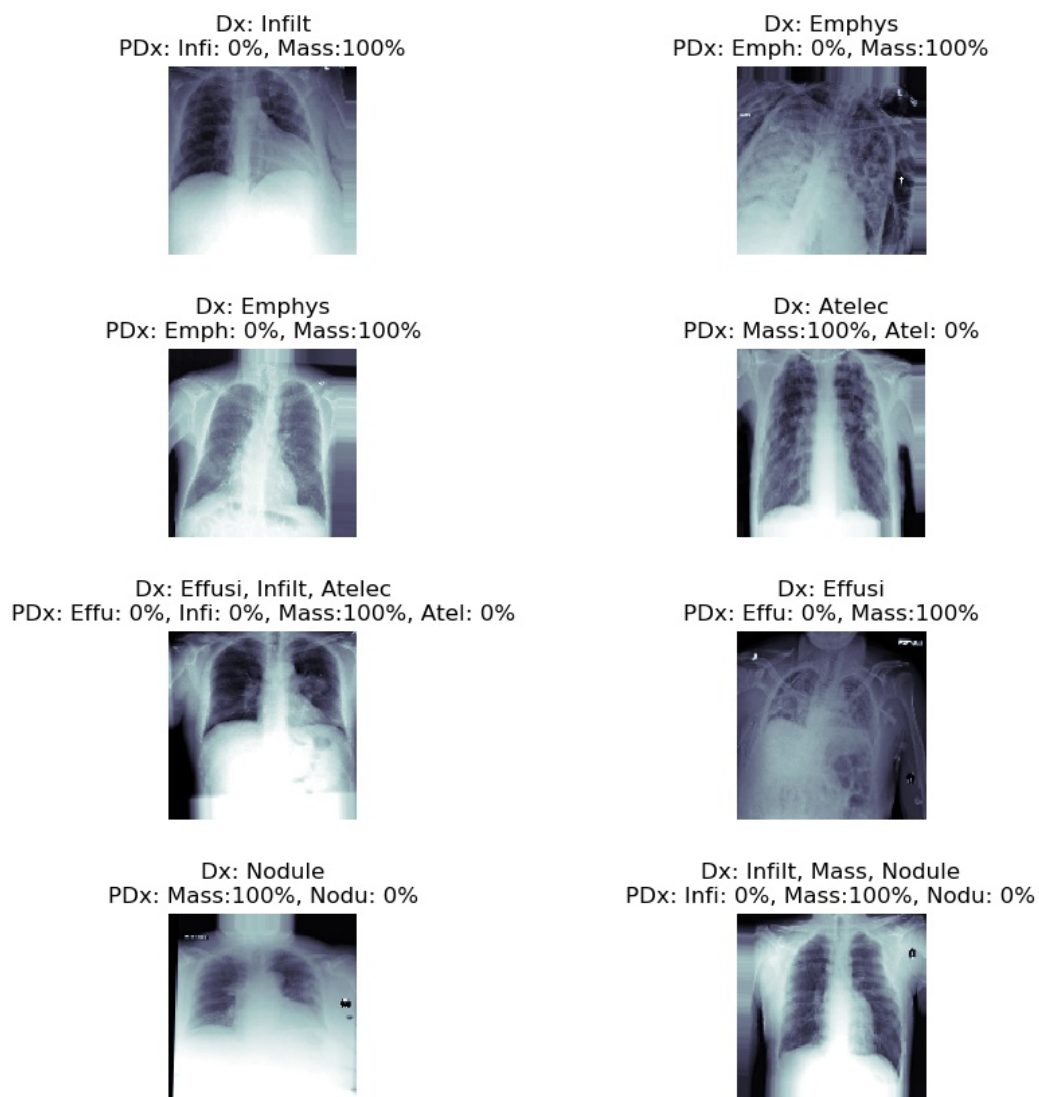 Dx: Infilt
PDx: Infi: 0%, Mass:100%
Dx: Emphys
PDx: Emph: 0%, Mass:100%
Dx: Emphys
PDx: Emph: 0%, Mass:100%
Dx: Atelec
PDx: Mass:100%, Atel: 0%
Dx: Effusi, Infilt, Atelec
PDx: Effu: 0%, Infi: 0%, Mass:100%, Atel: 0%
Dx: Effusi
PDx: Effu: 0%, Mass:100%
Dx: Nodule
PDx: Mass:100%, Nodu: 0%
Dx: Infilt, Mass, Nodule
PDx: Infi: 0%, Mass:100%, Nodu: 0%